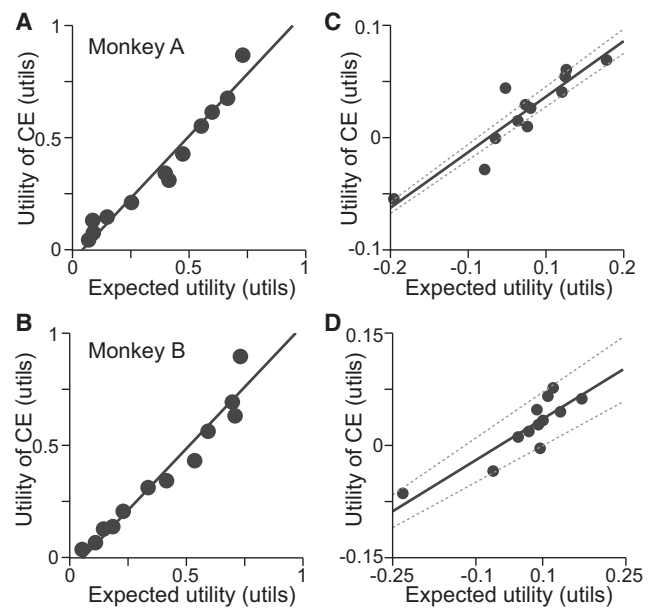 A
Monkey A
1
0.5
0
Utility of CE (utils)
0
0.5
1
Expected utility (utils)
C
0.1
0
-0.1
Utility of CE (utils)
-0.2
-0.1
0.1
0.2
Expected utility (utils)
B
Monkey B
1
0.5
0
Utility of CE (utils)
0
0.5
1
Expected utility (utils)
D
0.15
0
-0.15
Utility of CE (utils)
-0.25
-0.1
0.1
0.25
Expected utility (utils)